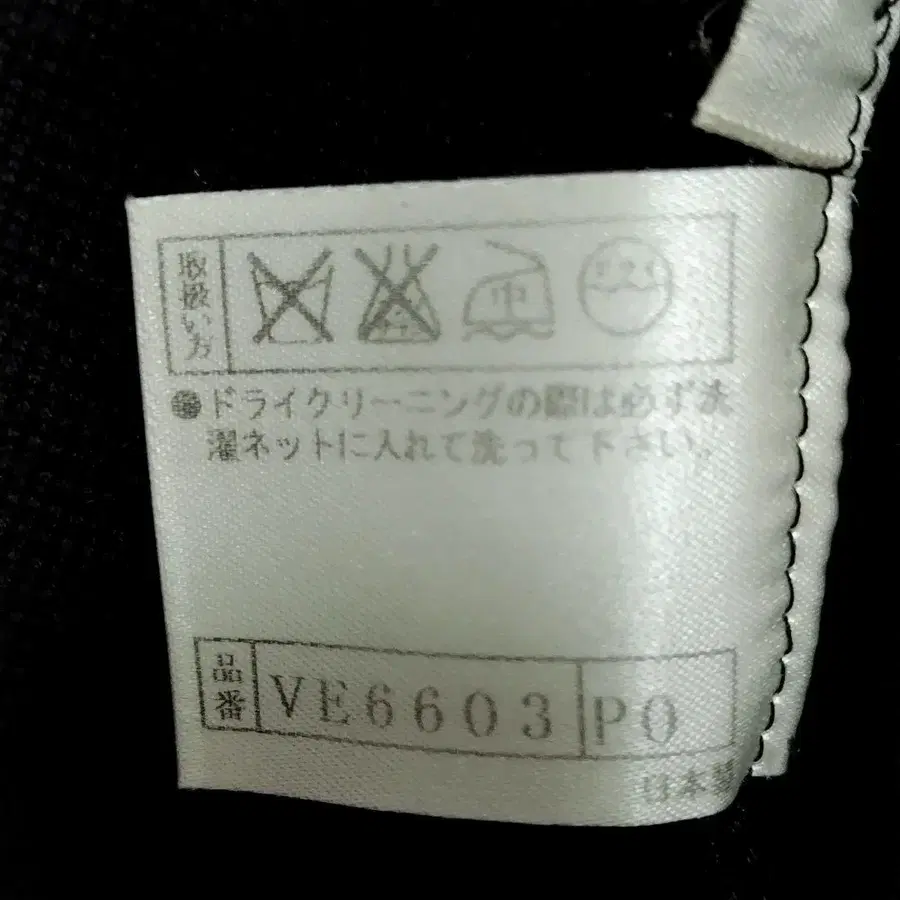 取扱い方
中
ドライクリーニングの際は必ず洗
濯ネットに入れて洗って下さい。
品番 VE6603 PO
日本製